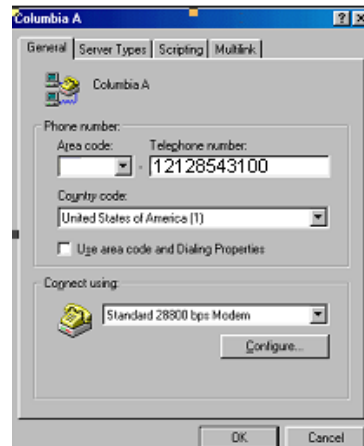 Columbia A
General Server Types Scripting Multilink
Columbia A
Phone number:
Area code: Telephone number:
- 12128543100
Country code:
United States of America (1)
Use area code and Dialing Properties
Connect using:
Standard 28800 bps Modem
Configure...
OK Cancel